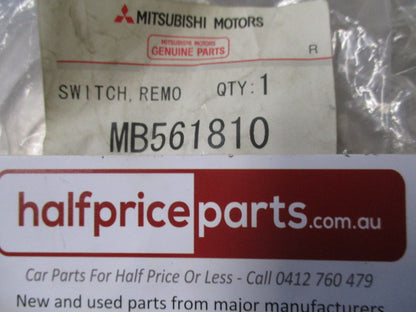 MITSUBISHI MOTORS
MITSUBISHI MOTORS
GENUINE PARTS
R
SWITCH, REMO QTY: 1
MB561810
halfpriceparts.com.au
Car Parts For Half Price Or Less - Call 0412 760 479
New and used parts from major manufacturers